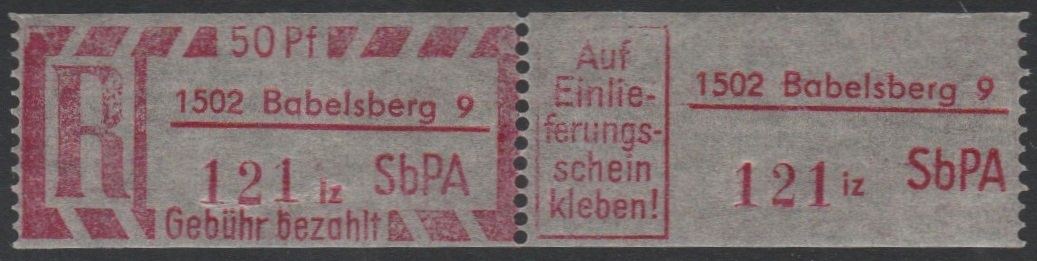 50 Pf
R
1502 Babelsberg 9
121 iz SbPA
Gebühr bezahlt
Auf
Einlie-
ferungs-
schein
kleben!
1502 Babelsberg 9
121 iz SbPA